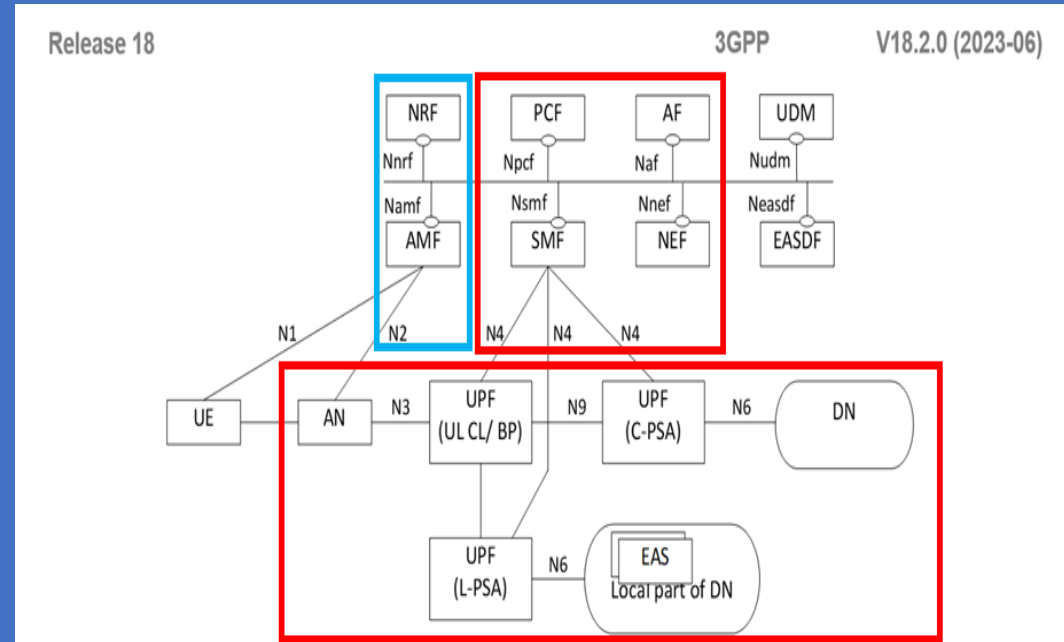 Release 18 3GPP V18.2.0 (2023-06)
NRF PCF AF UDM
Nnrf Npcf Naf Nudm
Namf Nsmf Nnef Neasdf
AMF SMF NEF EASDF
N1 N2 N4 N4 N4
UE AN N3 UPF N9 UPF N6 DN
(UL CL/ BP) (C-PSA)
UPF N6 EAS
(L-PSA) Local part of DN